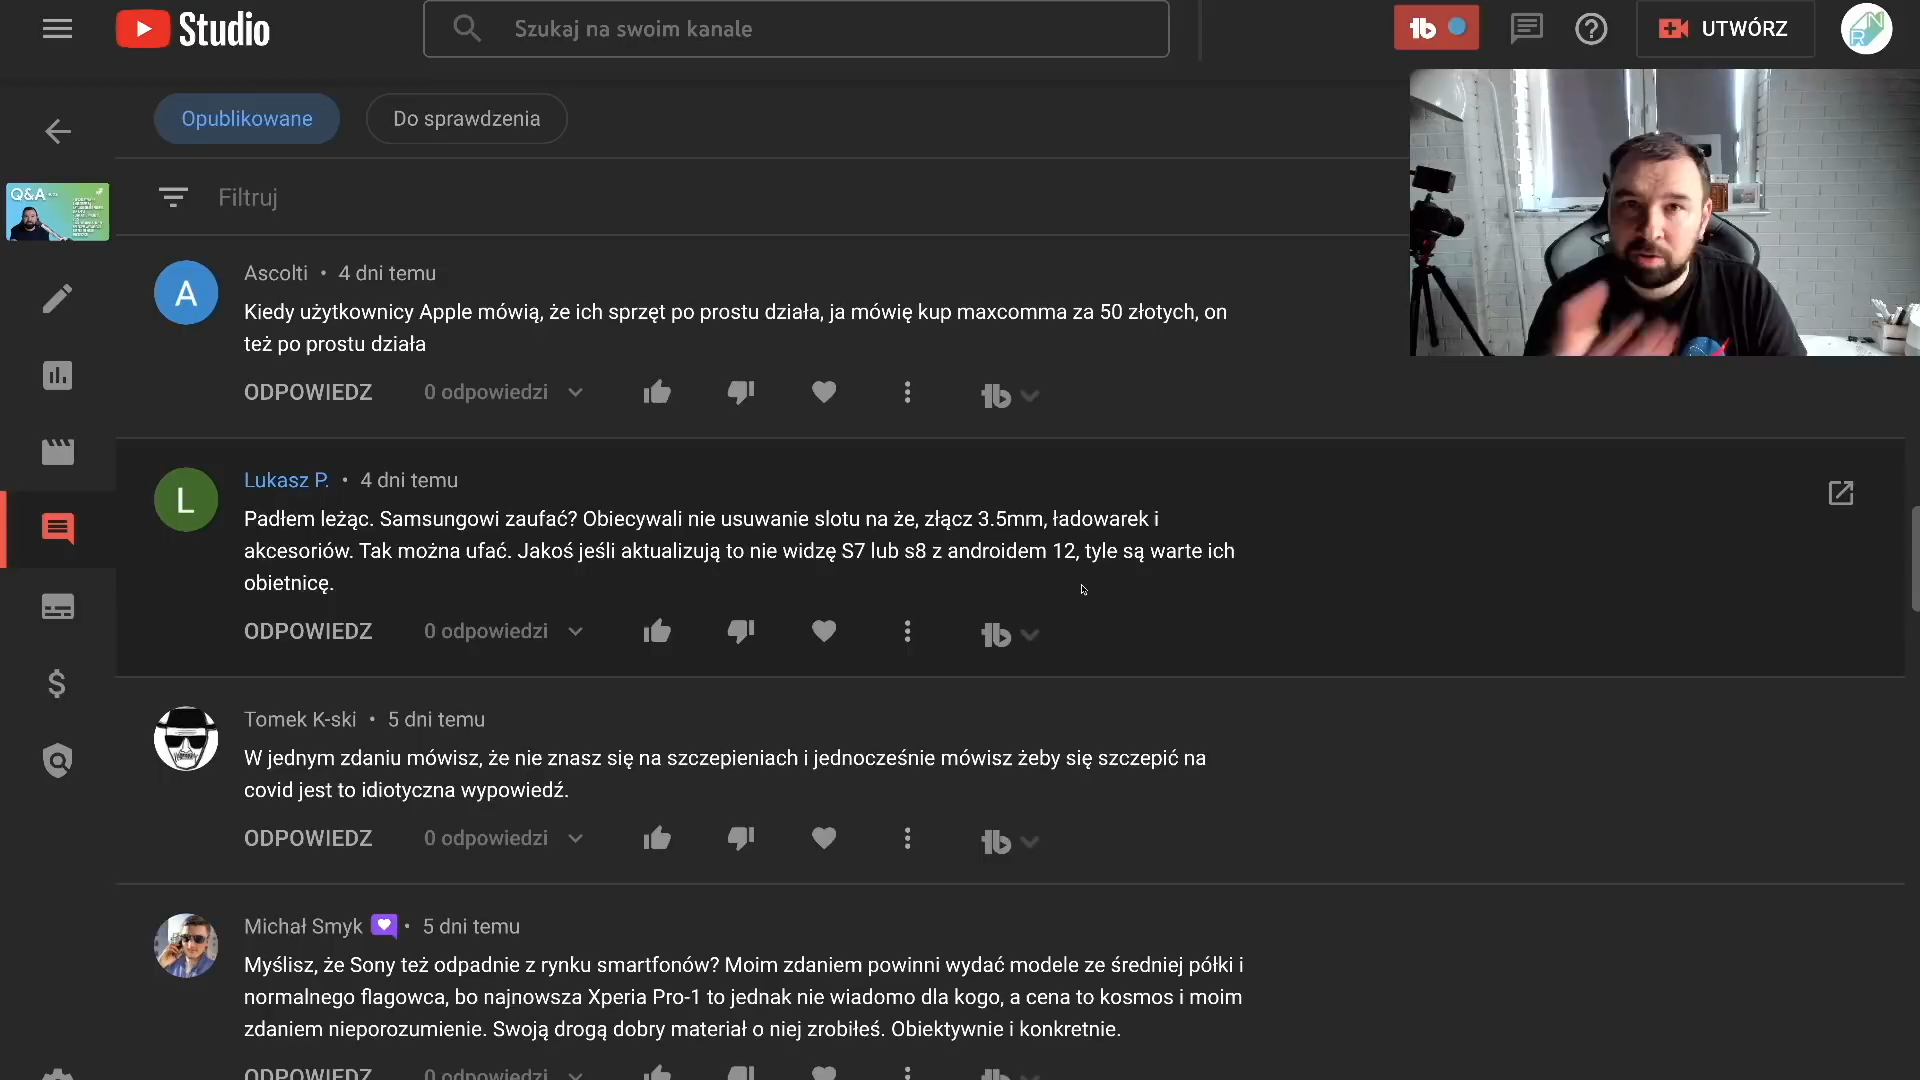 Studio
Szukaj na swoim kanale
UTWÓRZ
Opublikowane
Do sprawdzenia
Filtruj
Q&A
A
Ascolti • 4 dni temu
Kiedy użytkownicy Apple mówią, że ich sprzęt po prostu działa, ja mówię kup maxcomma za 50 złotych, on
też po prostu działa
ODPOWIEDZ 0 odpowiedzi
L
Lukasz P. • 4 dni temu
Padłem leżąc. Samsungowi zaufać? Obiecywali nie usuwanie slotu na że, złącz 3.5mm, ładowarek i
akcesoriów. Tak można ufać. Jakoś jeśli aktualizują to nie widzę S7 lub s8 z androidem 12, tyle są warte ich
obietnicę.
ODPOWIEDZ 0 odpowiedzi
Tomek K-ski • 5 dni temu
W jednym zdaniu mówisz, że nie znasz się na szczepieniach i jednocześnie mówisz żeby się szczepić na
covid jest to idiotyczna wypowiedź.
ODPOWIEDZ 0 odpowiedzi
Michał Smyk • 5 dni temu
Myślisz, że Sony też odpadnie z rynku smartfonów? Moim zdaniem powinni wydać modele ze średniej półki i
normalnego flagowca, bo najnowsza Xperia Pro-1 to jednak nie wiadomo dla kogo, a cena to kosmos i moim
zdaniem nieporozumienie. Swoją drogą dobry materiał o niej zrobiłeś. Obiektywnie i konkretnie.
ODPOWIEDZ 0 odpowiedzi